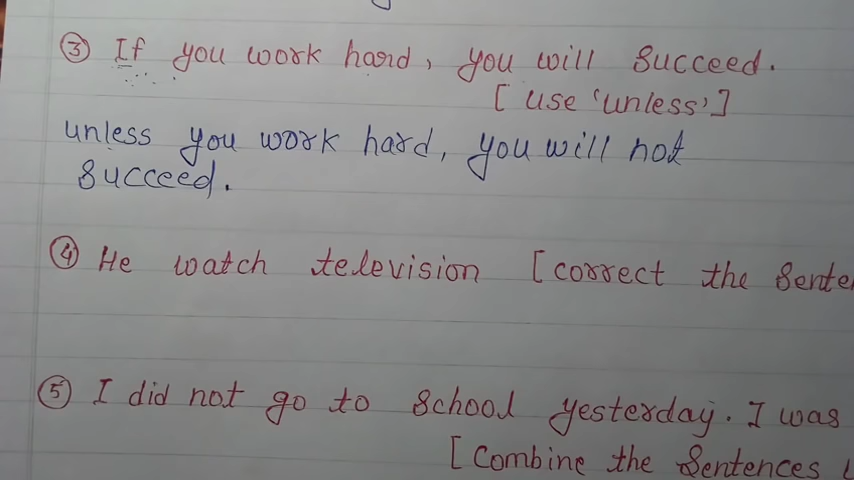 ③ If you work hard, you will succeed.
[use 'unless']
unless you work hard, you will not
succeed.
④ He watch television [correct the
⑤ I did not go to school yesterday. I was
[Combine the sentences